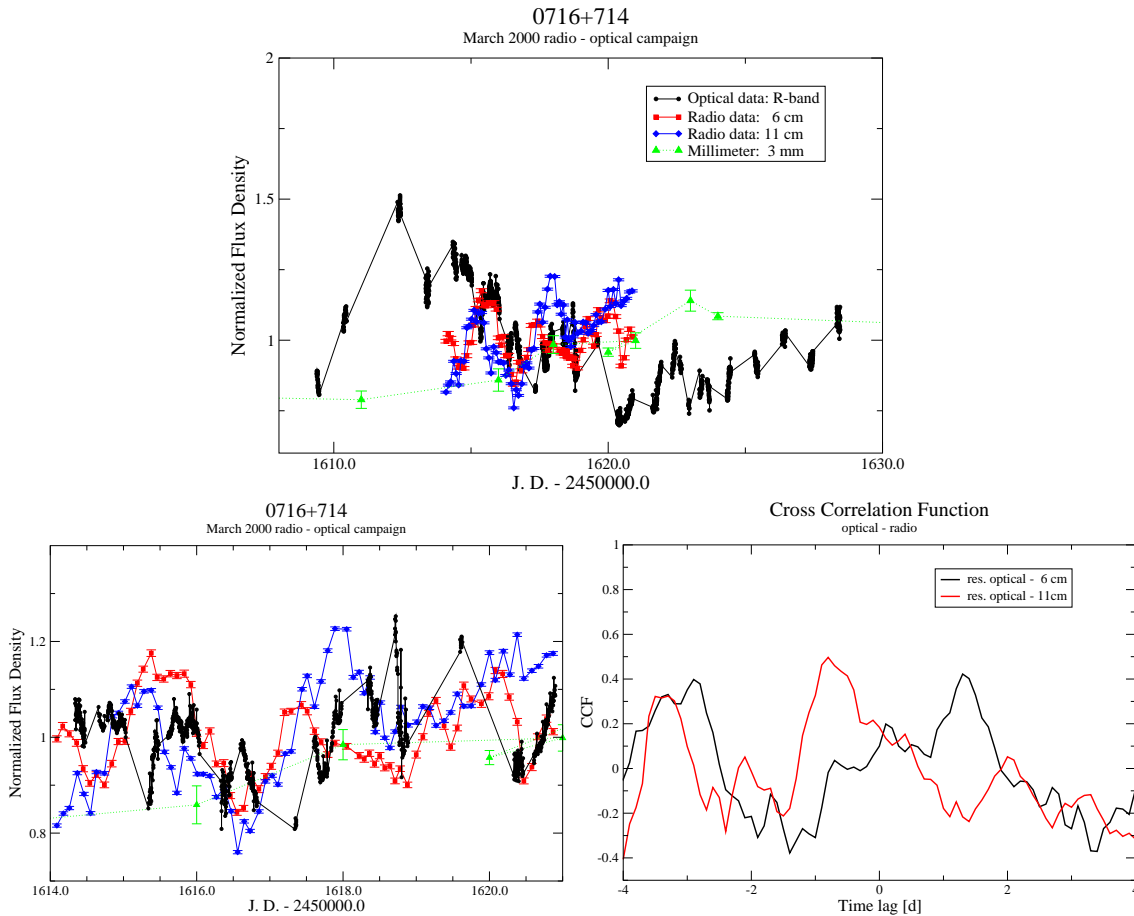 0716+714
March 2000 radio - optical campaign
2
1.5
1
Normalized Flux Density
Optical data: R-band
Radio data: 6 cm
Radio data: 11 cm
Millimeter: 3 mm
1610.0 1620.0 1630.0
J. D. - 2450000.0
0716+714
March 2000 radio - optical campaign
1.2
1
0.8
Normalized Flux Density
1614.0 1616.0 1618.0 1620.0
J. D. - 2450000.0
Cross Correlation Function
optical - radio
1
0.8
0.6
0.4
0.2
0
-0.2
-0.4
CCF
res. optical - 6 cm
res. optical - 11cm
-4 -2 0 2 4
Time lag [d]